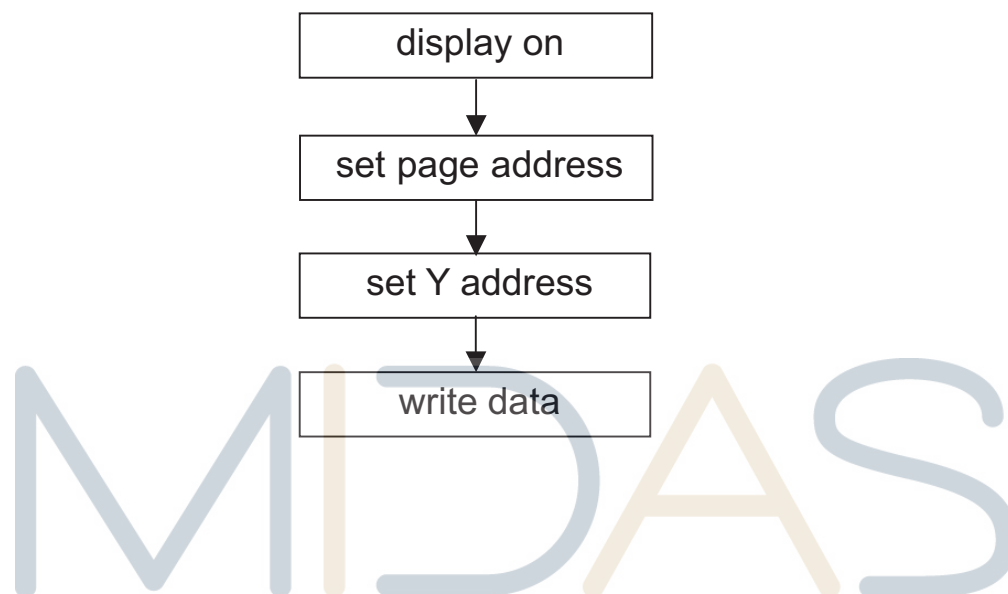 display on
set page address
set Y address
write data
MIDAS